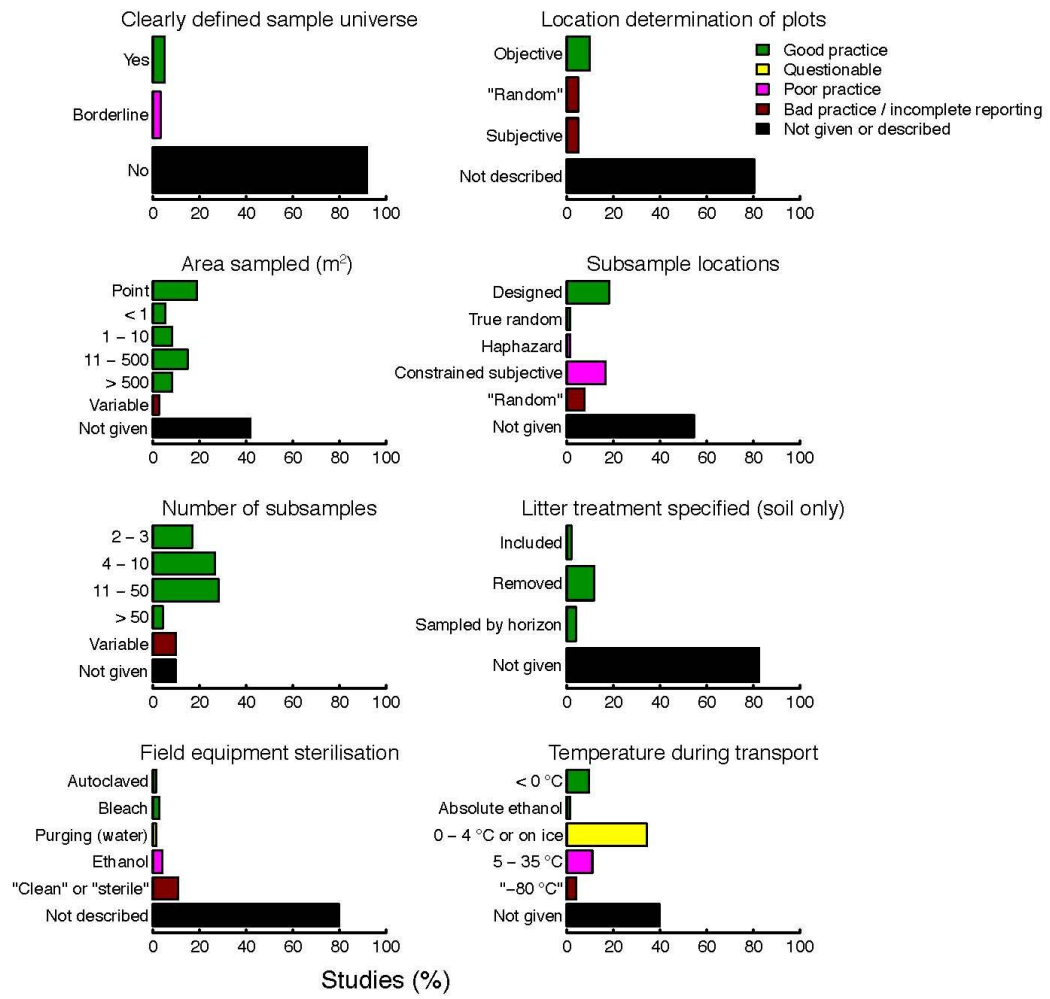 Clearly defined sample universe
Yes
Borderline
No
0 20 40 60 80 100
Location determination of plots
Objective
"Random"
Subjective
Not described
0 20 40 60 80 100
Good practice
Questionable
Poor practice
Bad practice / incomplete reporting
Not given or described
Area sampled (m²)
Point
< 1
1 – 10
11 – 500
> 500
Variable
Not given
0 20 40 60 80 100
Subsample locations
Designed
True random
Haphazard
Constrained subjective
"Random"
Not given
0 20 40 60 80 100
Number of subsamples
2 – 3
4 – 10
11 – 50
> 50
Variable
Not given
0 20 40 60 80 100
Litter treatment specified (soil only)
Included
Removed
Sampled by horizon
Not given
0 20 40 60 80 100
Field equipment sterilisation
Autoclaved
Bleach
Purging (water)
Ethanol
"Clean" or "sterile"
Not described
0 20 40 60 80 100
Temperature during transport
< 0 °C
Absolute ethanol
0 – 4 °C or on ice
5 – 35 °C
"–80 °C"
Not given
0 20 40 60 80 100
Studies (%)